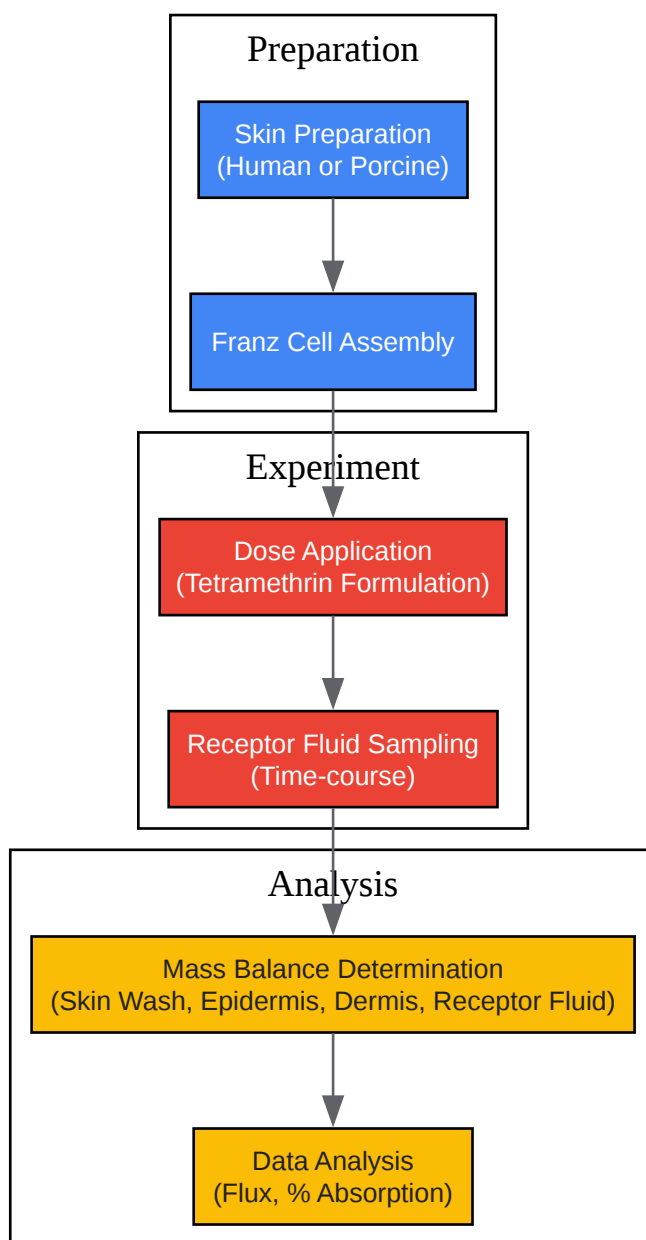 Preparation
Skin Preparation
(Human or Porcine)
Franz Cell Assembly
Experiment
Dose Application
(Tetramethrin Formulation)
Receptor Fluid Sampling
(Time-course)
Analysis
Mass Balance Determination
(Skin Wash, Epidermis, Dermis, Receptor Fluid)
Data Analysis
(Flux, % Absorption)